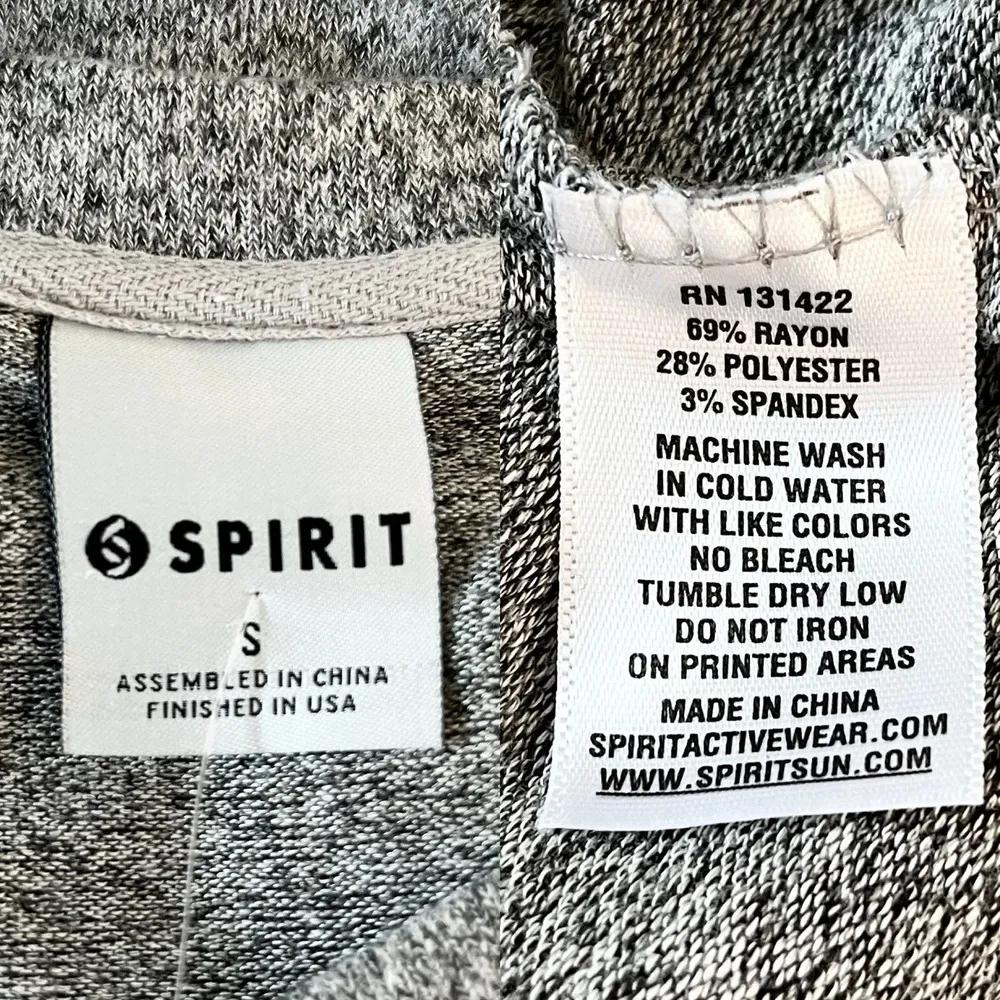 SPIRIT
S
ASSEMBLED IN CHINA
FINISHED IN USA
RN 131422
69% RAYON
28% POLYESTER
3% SPANDEX
MACHINE WASH
IN COLD WATER
WITH LIKE COLORS
NO BLEACH
TUMBLE DRY LOW
DO NOT IRON
ON PRINTED AREAS
MADE IN CHINA
SPIRITACTIVEWEAR.COM
WWW.SPIRITSUN.COM